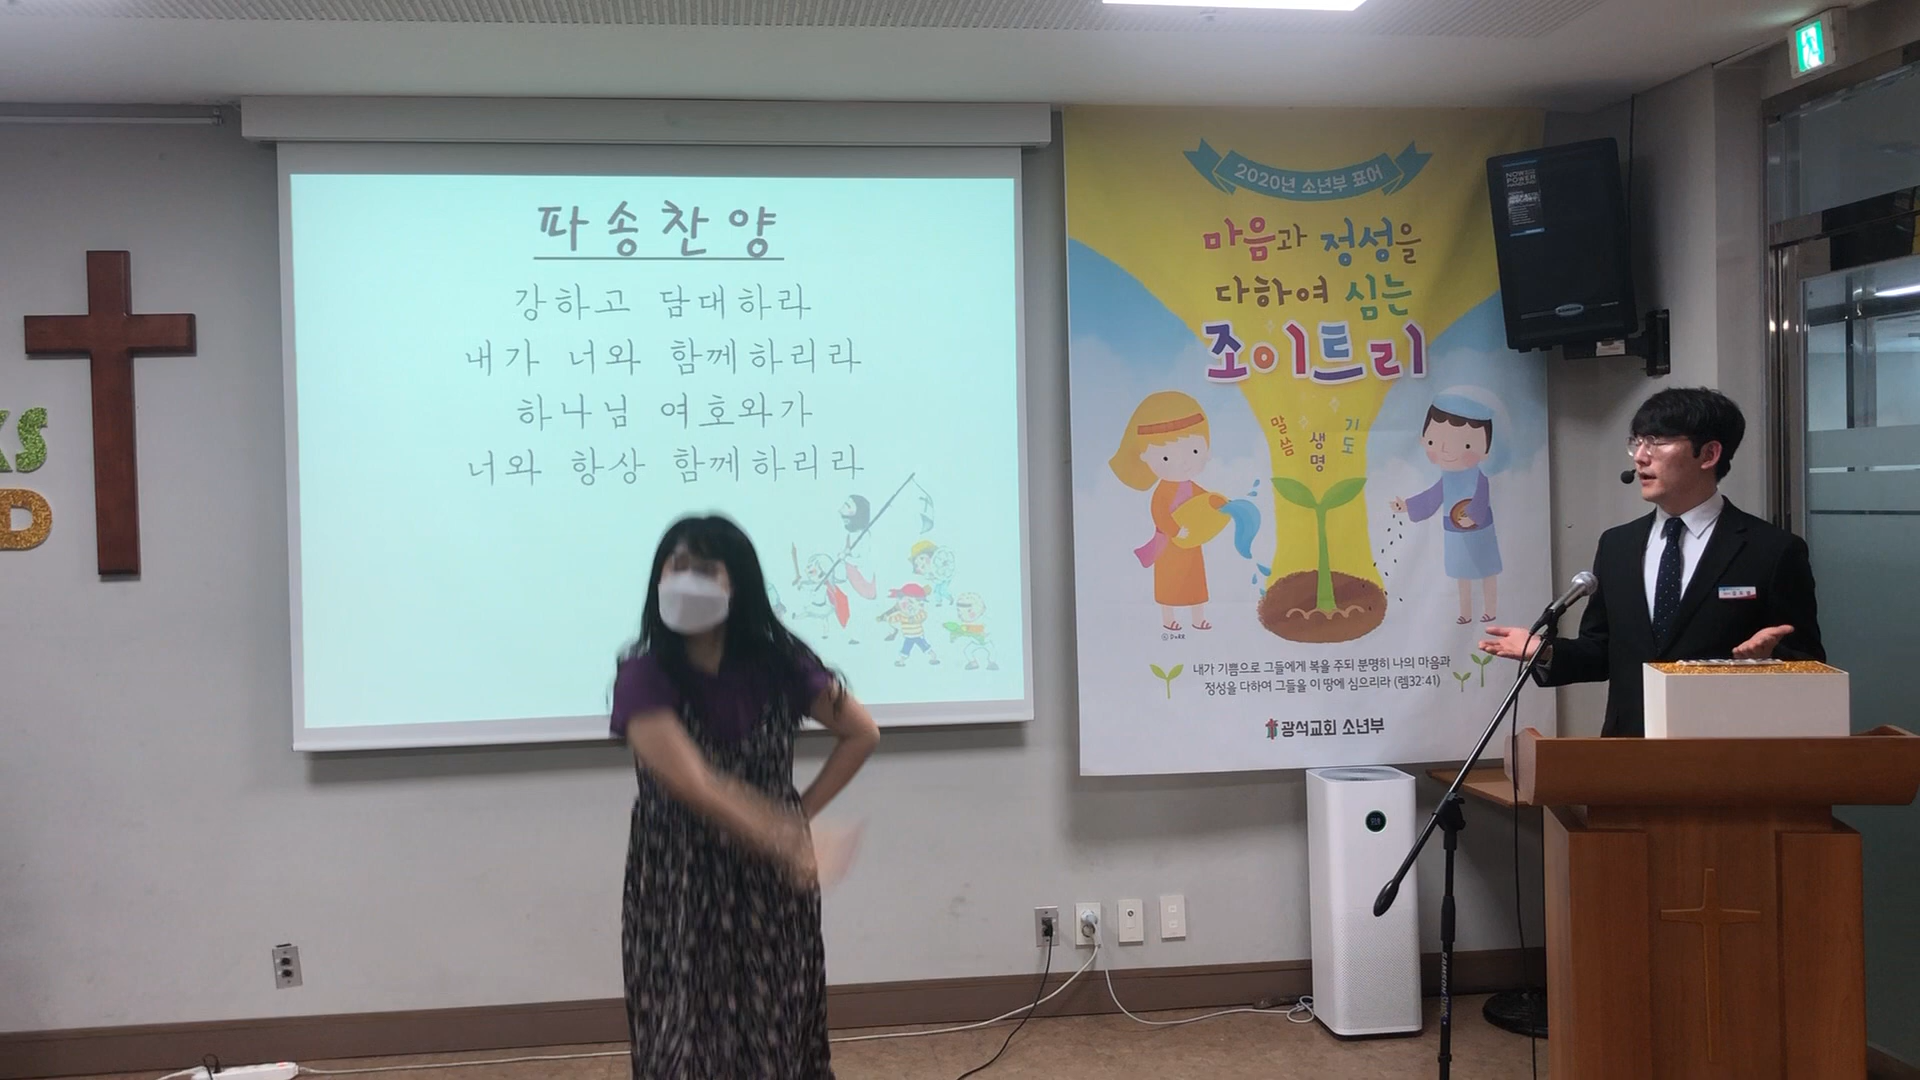 파송찬양
강하고 담대하라
내가 너와 함께하리라
하나님 여호와가
너와 항상 함께하리라
KS
D
2020년 소년부 표어
마음과 정성을
다하여 심는
조이트리
말씀
생명
기도
내가 기쁨으로 그들에게 복을 주되 분명히 나의 마음과
정성을 다하여 그들을 이 땅에 심으리라 (렘32:41)
광석교회 소년부
SAMSON